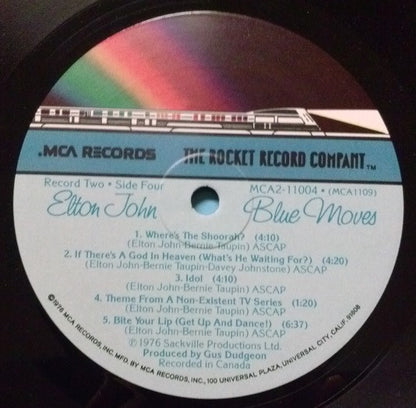 .MCA RECORDS THE ROCKET RECORD COMPANY™
Record Two • Side Four MCA2-11004 • (MCA1109)
Elton John Blue Moves
1. Where's The Shoorah? (4:10)
(Elton John-Bernie Taupin) ASCAP
2. If There's A God In Heaven (What's He Waiting For?) (4:20)
(Elton John-Bernie Taupin-Davey Johnstone) ASCAP
3. Idol (4:10)
(Elton John-Bernie Taupin) ASCAP
4. Theme From A Non-Existent TV Series (1:20)
(Elton John-Bernie Taupin) ASCAP
5. Bite Your Lip (Get Up And Dance!) (6:37)
(Elton John-Bernie Taupin) ASCAP
℗ 1976 Sackville Productions Ltd.
Produced by Gus Dudgeon
Recorded in Canada
©1976 MCA RECORDS, INC. MFG. BY MCA RECORDS, INC., 100 UNIVERSAL PLAZA, UNIVERSAL CITY, CALIF. 91608